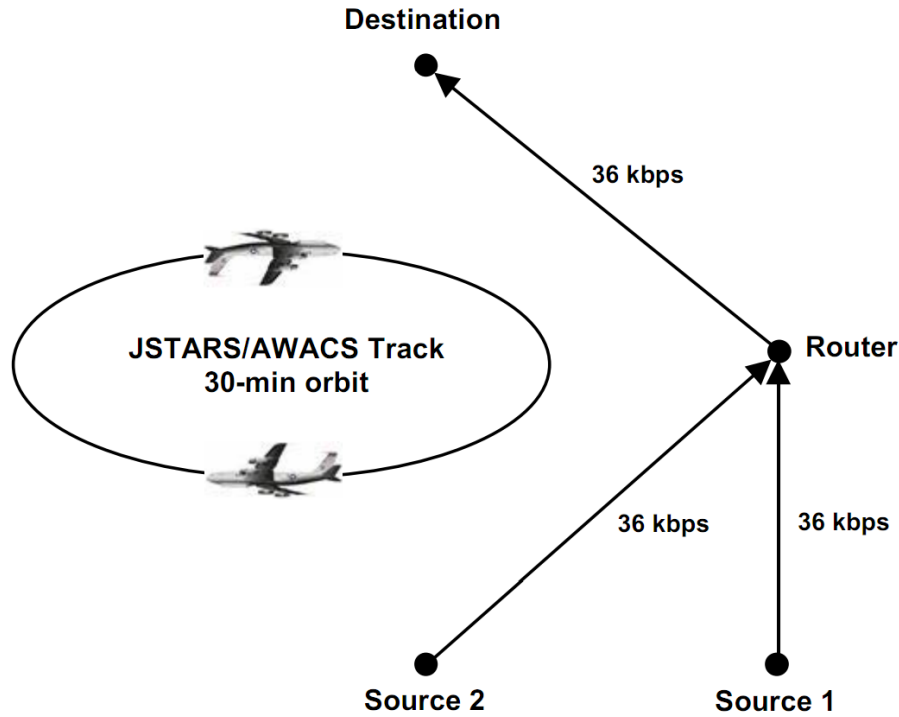 Destination
36 kbps
JSTARS/AWACS Track
30-min orbit
Router
36 kbps
36 kbps
Source 2
Source 1